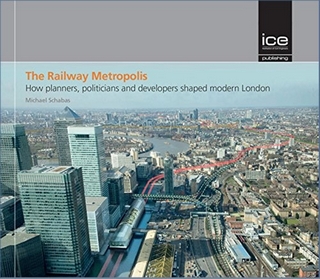 ice
publishing
The Railway Metropolis
How planners, politicians and developers shaped modern London
Michael Schabas